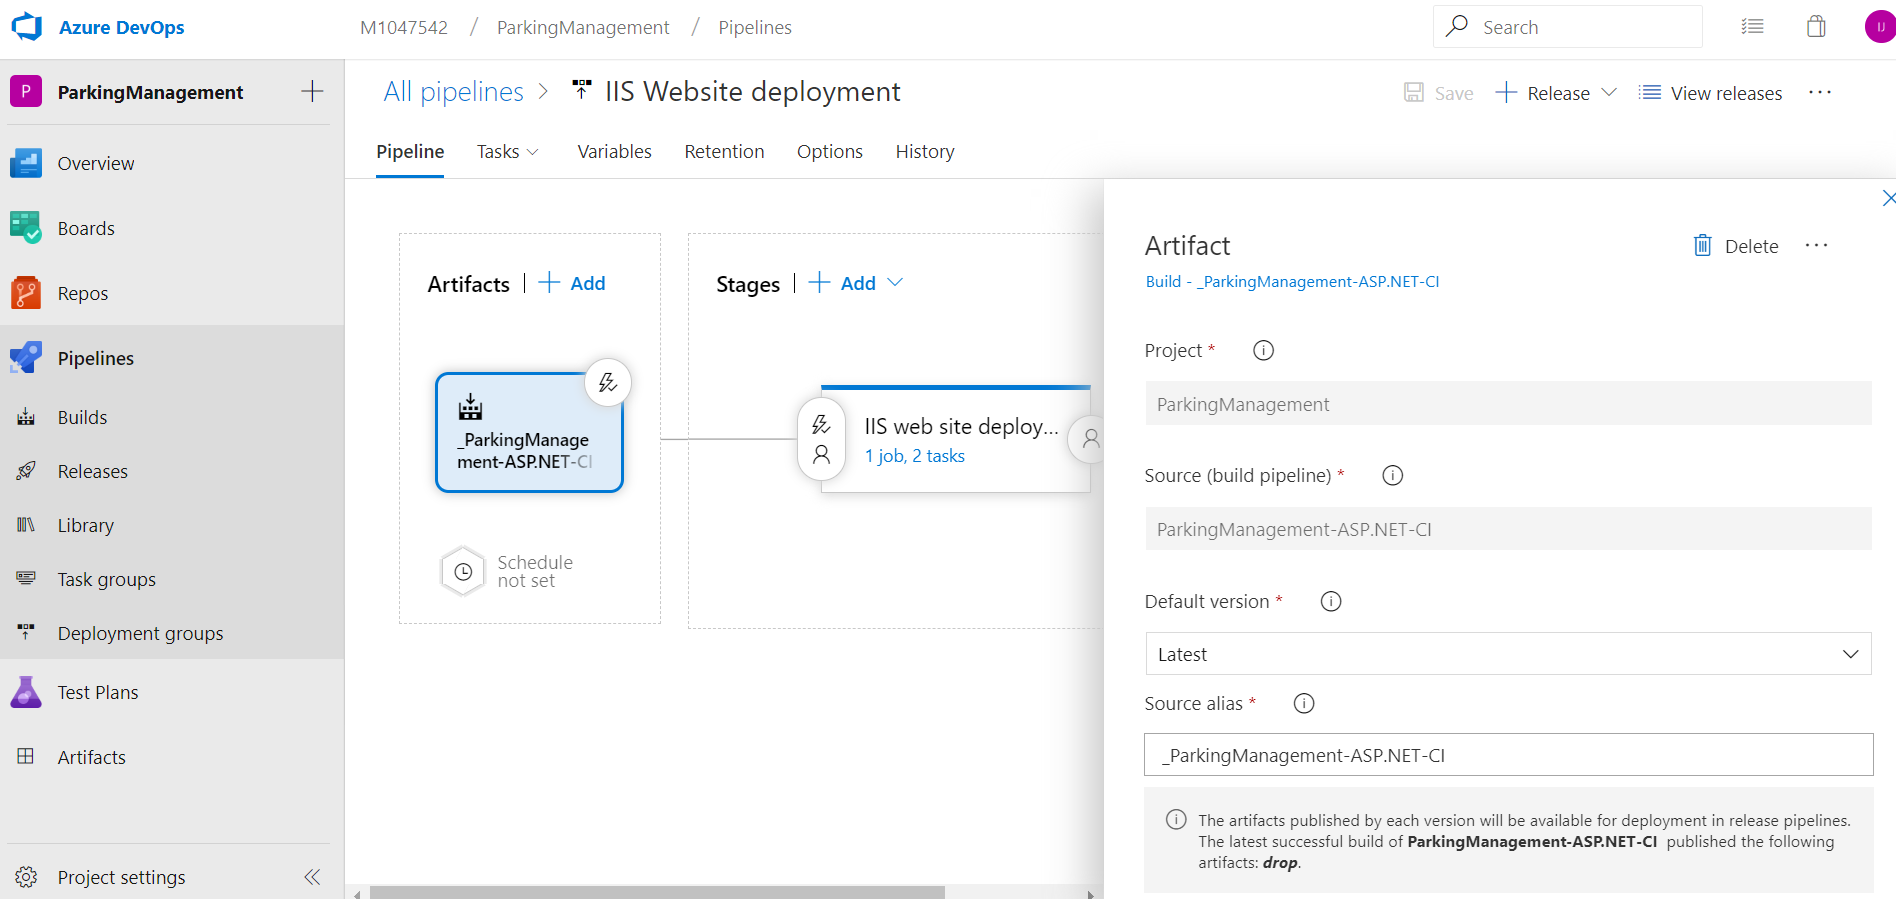 Azure DevOps
M1047542 / ParkingManagement / Pipelines
Search
IJ
P
ParkingManagement
Overview
Boards
Repos
Pipelines
Builds
Releases
Library
Task groups
Deployment groups
Test Plans
Artifacts
Project settings
All pipelines > IIS Website deployment
Save
Release
View releases
Pipeline
Tasks
Variables
Retention
Options
History
Artifacts | + Add
_ParkingManage
ment-ASP.NET-CI
Schedule
not set
Stages | + Add
IIS web site deploy...
1 job, 2 tasks
Artifact
Delete
Build - _ParkingManagement-ASP.NET-CI
Project *
ParkingManagement
Source (build pipeline) *
ParkingManagement-ASP.NET-CI
Default version *
Latest
Source alias *
_ParkingManagement-ASP.NET-CI
The artifacts published by each version will be available for deployment in release pipelines.
The latest successful build of ParkingManagement-ASP.NET-CI published the following
artifacts: drop.